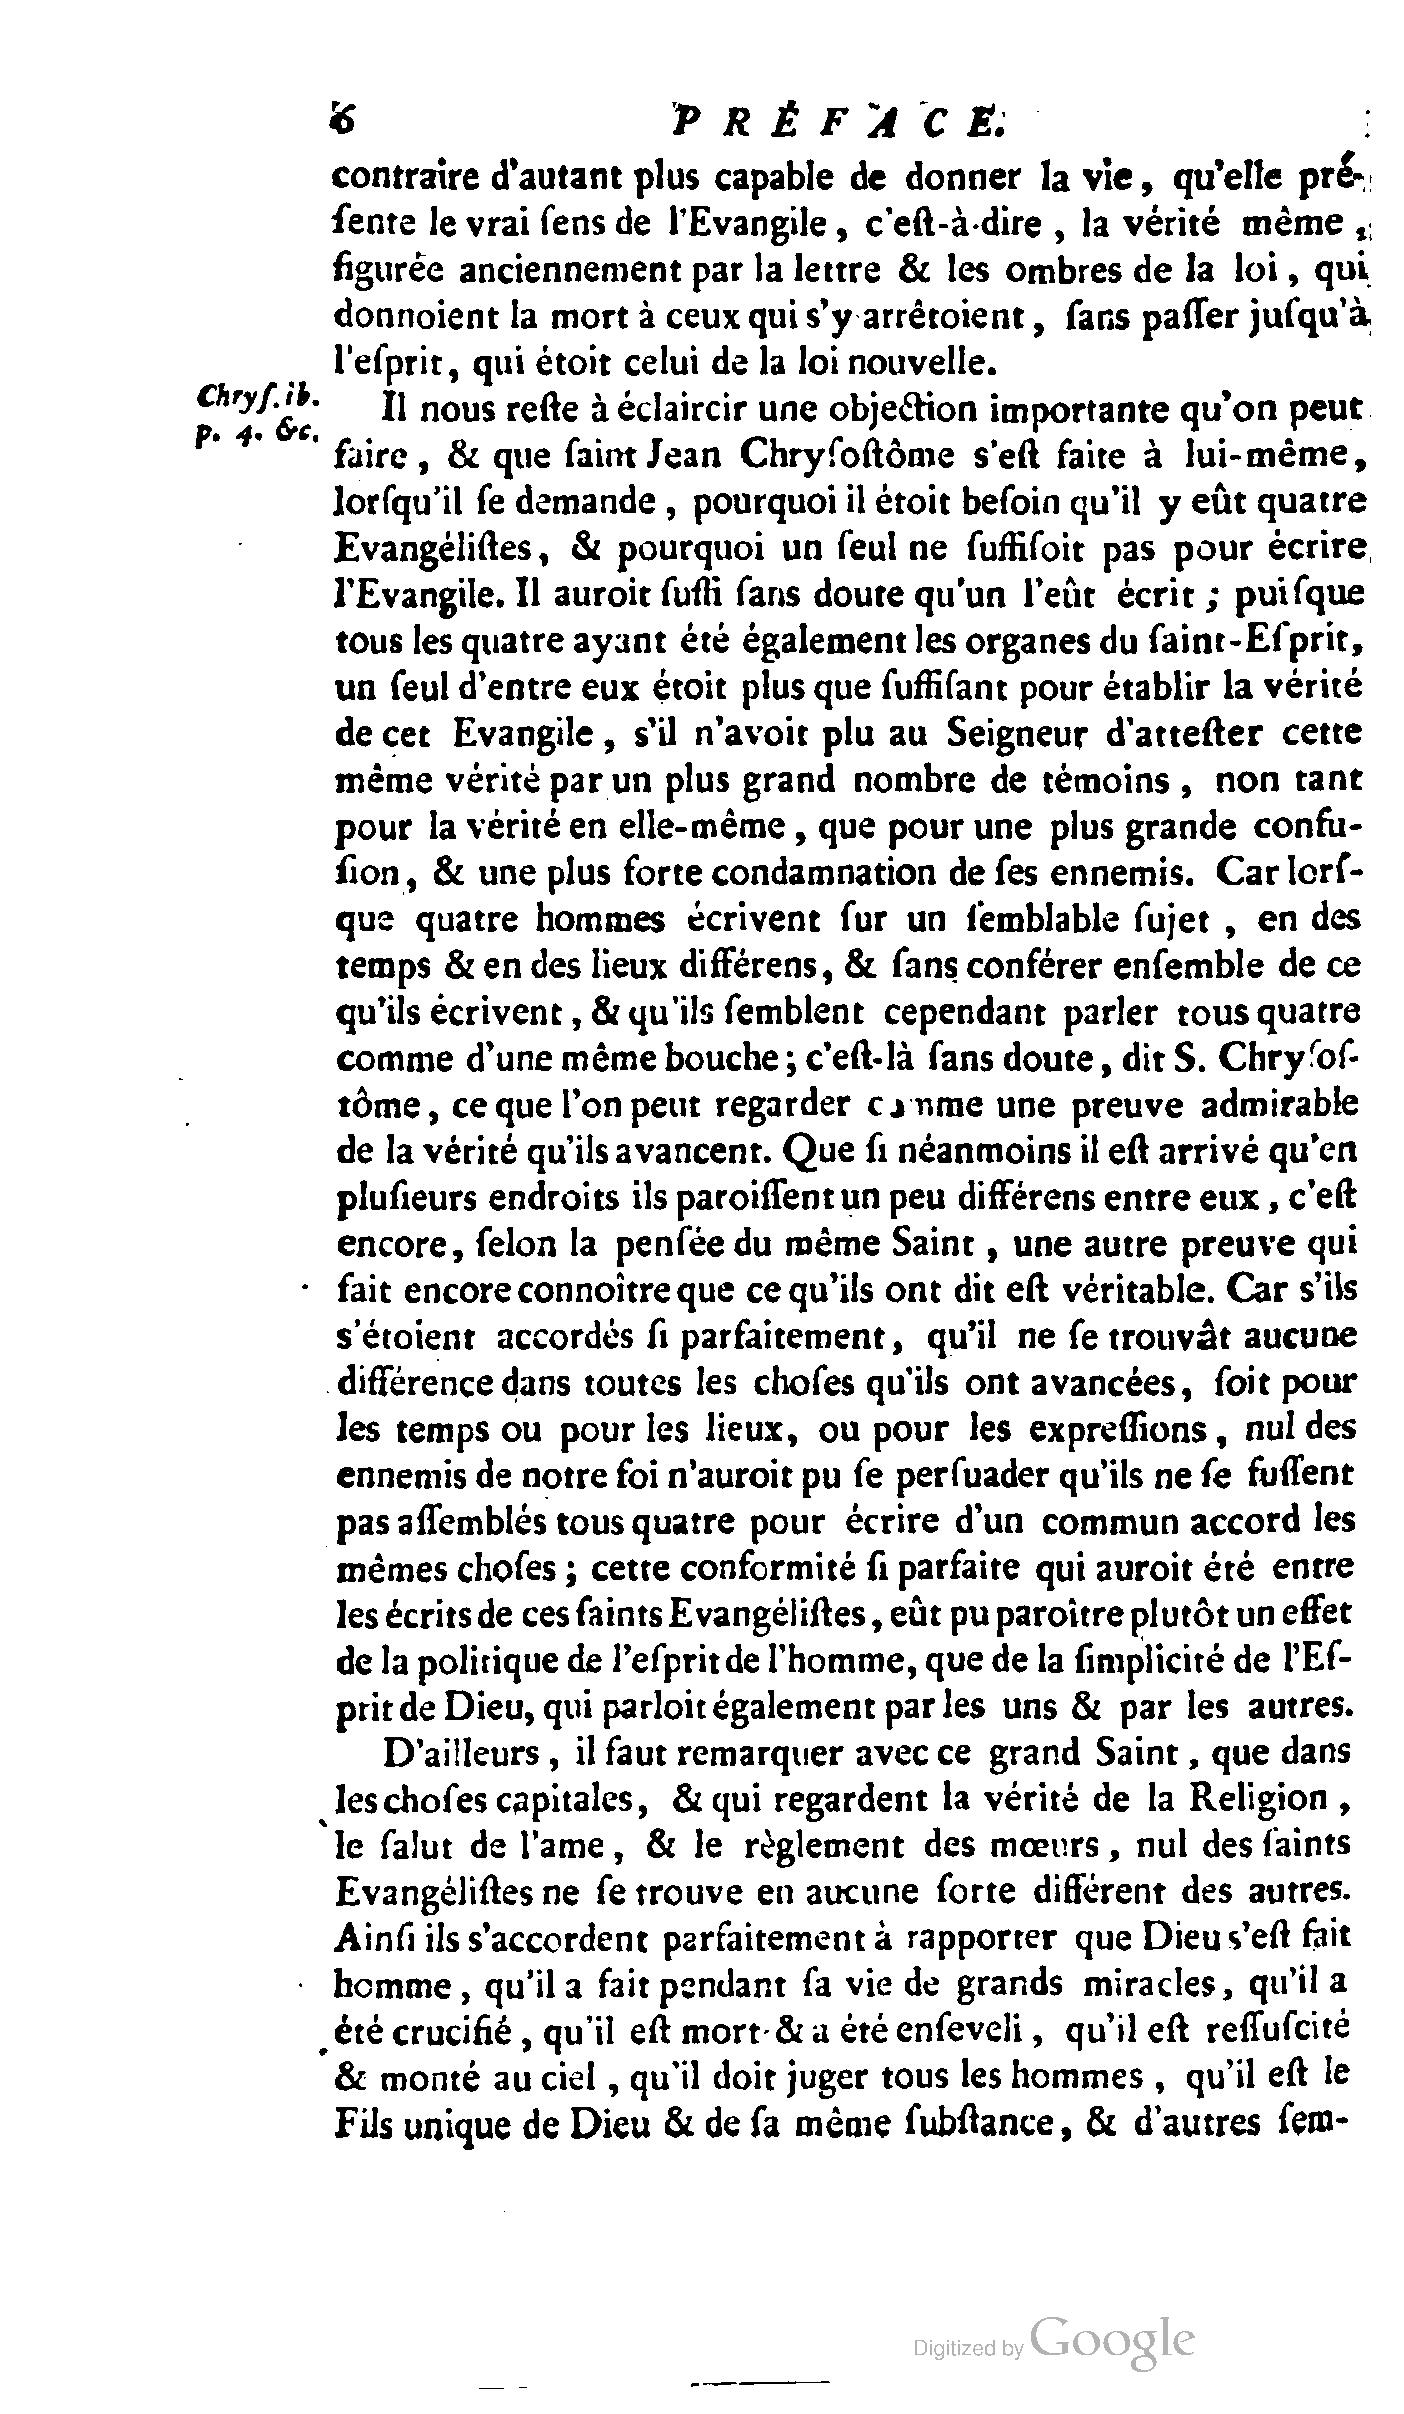 6 PRÉFACE.
contraire d'autant plus capable de donner la vie, qu'elle pré-
ſente le vrai ſens de l'Evangile, c'eſt-à-dire, la vérité même,
figurée anciennement par la lettre & les ombres de la loi, qui
donnoient la mort à ceux qui s'y arrêtoient, ſans paſſer juſqu'à
l'eſprit, qui étoit celui de la loi nouvelle.
Chryſ. ib.
p. 4. &c.
Il nous reſte à éclaircir une objection importante qu'on peut
faire, & que ſaint Jean Chryſoſtôme s'eſt faite à lui-même,
lorſqu'il ſe demande, pourquoi il étoit beſoin qu'il y eût quatre
Evangéliſtes, & pourquoi un ſeul ne ſuffiſoit pas pour écrire
l'Evangile. Il auroit ſuffi ſans doute qu'un l'eût écrit; puiſque
tous les quatre ayant été également les organes du ſaint-Eſprit,
un ſeul d'entre eux étoit plus que ſuffiſant pour établir la vérité
de cet Evangile, s'il n'avoit plu au Seigneur d'atteſter cette
même vérité par un plus grand nombre de témoins, non tant
pour la vérité en elle-même, que pour une plus grande confu-
ſion, & une plus forte condamnation de ſes ennemis. Car lorſ-
que quatre hommes écrivent ſur un ſemblable ſujet, en des
temps & en des lieux différens, & ſans conférer enſemble de ce
qu'ils écrivent, & qu'ils ſemblent cependant parler tous quatre
comme d'une même bouche; c'eſt-là ſans doute, dit S. Chryſoſ-
tôme, ce que l'on peut regarder comme une preuve admirable
de la vérité qu'ils avancent. Que ſi néanmoins il eſt arrivé qu'en
pluſieurs endroits ils paroiſſent un peu différens entre eux, c'eſt
encore, ſelon la penſée du même Saint, une autre preuve qui
fait encore connoître que ce qu'ils ont dit eſt véritable. Car s'ils
s'étoient accordés ſi parfaitement, qu'il ne ſe trouvât aucune
différence dans toutes les choſes qu'ils ont avancées, ſoit pour
les temps ou pour les lieux, ou pour les expreſſions, nul des
ennemis de notre foi n'auroit pu ſe perſuader qu'ils ne ſe fuſſent
pas aſſemblés tous quatre pour écrire d'un commun accord les
mêmes choſes; cette conformité ſi parfaite qui auroit été entre
les écrits de ces ſaints Evangéliſtes, eût pu paroître plutôt un effet
de la politique de l'eſprit de l'homme, que de la ſimplicité de l'Eſ-
prit de Dieu, qui parloit également par les uns & par les autres.
D'ailleurs, il faut remarquer avec ce grand Saint, que dans
les choſes capitales, & qui regardent la vérité de la Religion,
le ſalut de l'ame, & le règlement des mœurs, nul des ſaints
Evangéliſtes ne ſe trouve en aucune ſorte différent des autres.
Ainſi ils s'accordent parfaitement à rapporter que Dieu s'eſt fait
homme, qu'il a fait pendant ſa vie de grands miracles, qu'il a
été crucifié, qu'il eſt mort & a été enſeveli, qu'il eſt reſſuſcité
& monté au ciel, qu'il doit juger tous les hommes, qu'il eſt le
Fils unique de Dieu & de ſa même ſubſtance, & d'autres ſem-
Digitized by Google